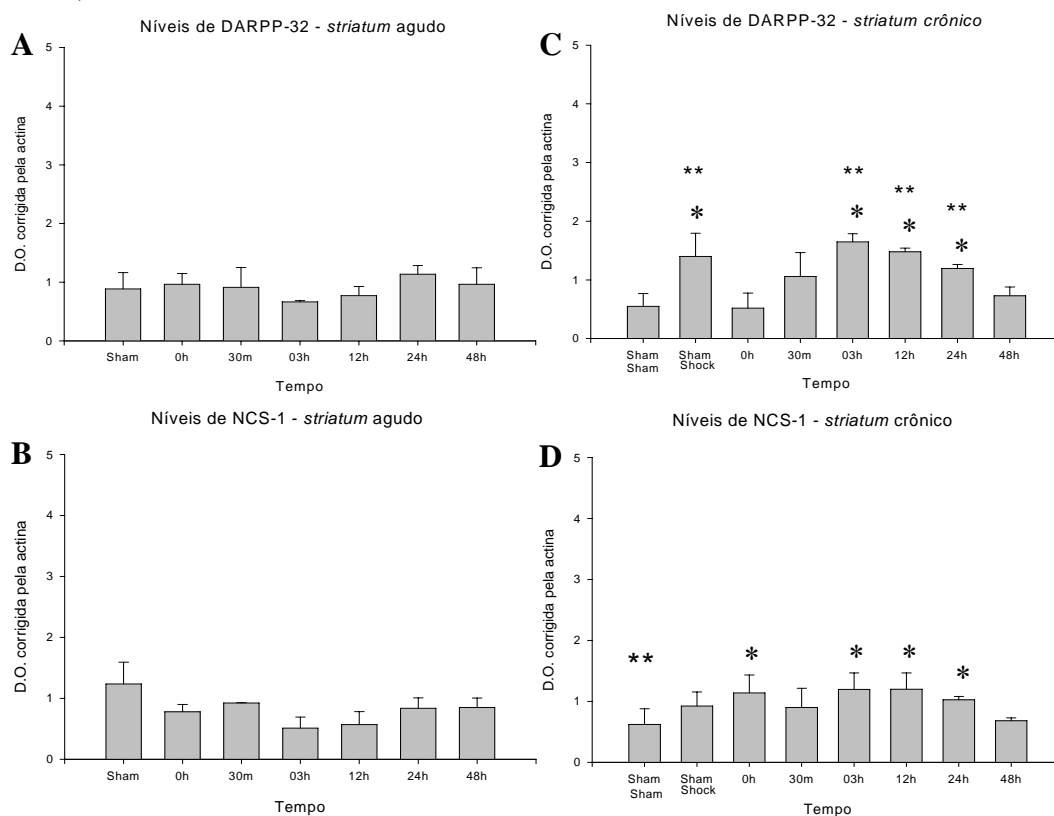 A
Níveis de DARPP-32 - striatum agudo
D.O. corrigida pela actina
5
4
3
2
1
0
Sham 0h 30m 03h 12h 24h 48h
Tempo
C
Níveis de DARPP-32 - striatum crônico
D.O. corrigida pela actina
5
4
3
2
1
0
** ** ** **
* * * *
Sham Sham 0h 30m 03h 12h 24h 48h
Sham Shock
Tempo
B
Níveis de NCS-1 - striatum agudo
D.O. corrigida pela actina
5
4
3
2
1
0
Sham 0h 30m 03h 12h 24h 48h
Tempo
D
Níveis de NCS-1 - striatum crônico
D.O. corrigida pela actina
5
4
3
2
1
0
** * * * *
Sham Sham 0h 30m 03h 12h 24h 48h
Sham Shock
Tempo